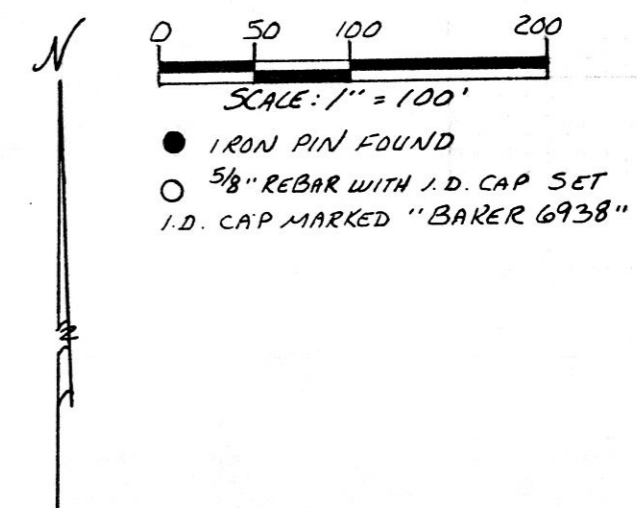 N
0 50 100 200
SCALE: 1" = 100'
IRON PIN FOUND
5/8" REBAR WITH I.D. CAP SET
I.D. CAP MARKED "BAKER 6938"